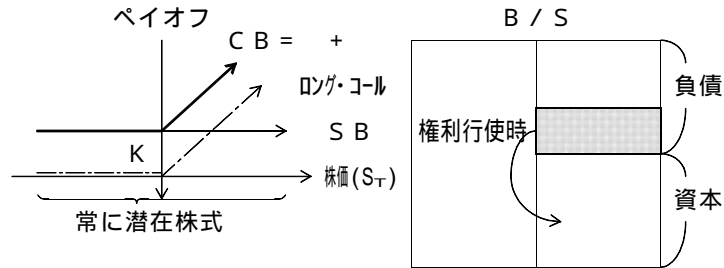 ペイオフ
ＣＢ＝　＋
ロング・コール
ＳＢ
K
株価(S_T)
常に潜在株式
Ｂ／Ｓ
負債
権利行使時
資本